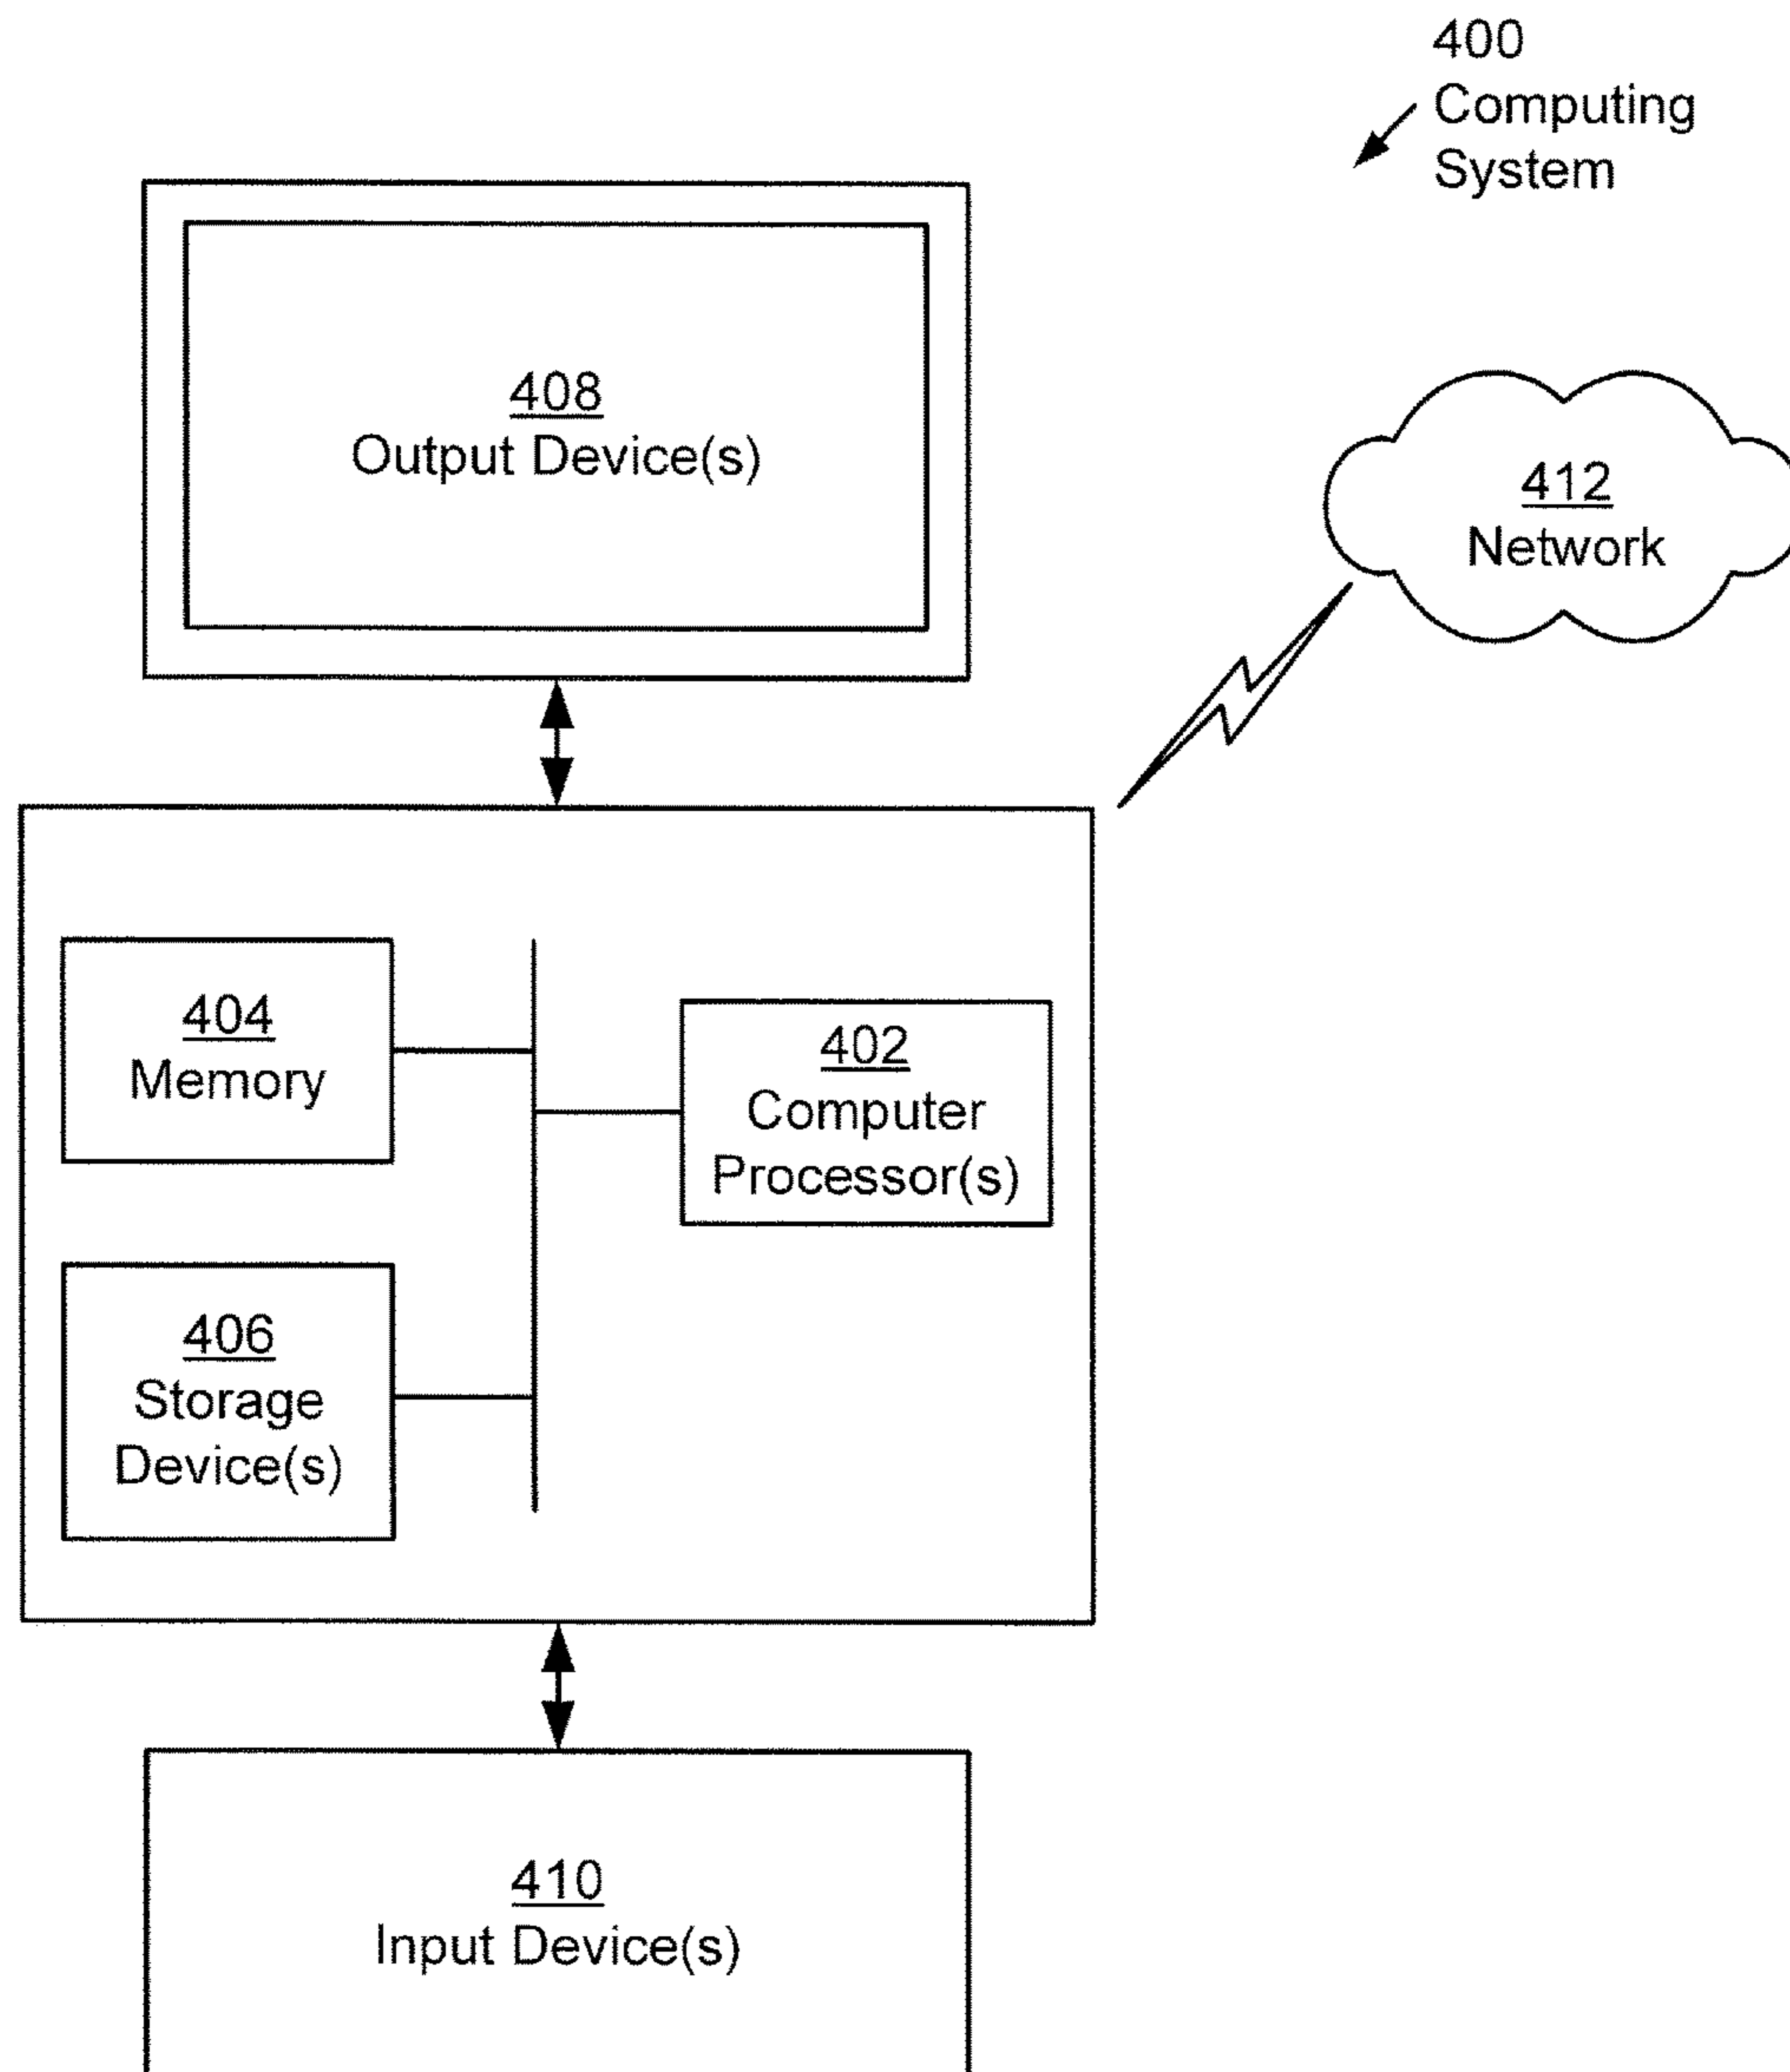 400
Computing
System
408
Output Device(s)
412
Network
404
Memory
402
Computer
Processor(s)
406
Storage
Device(s)
410
Input Device(s)